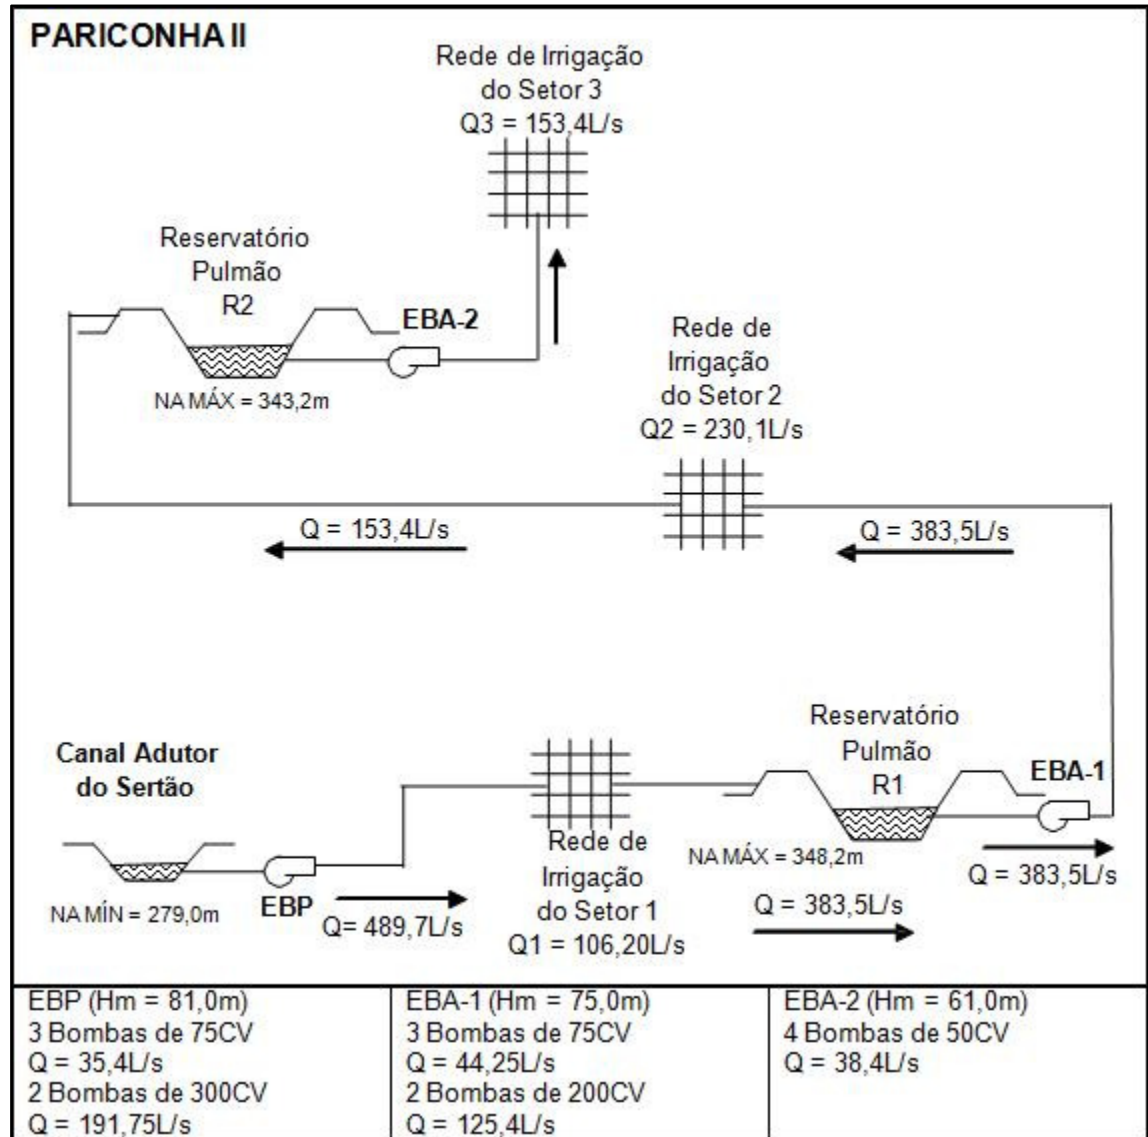 PARICONHA II
Rede de Irrigação
do Setor 3
Q3 = 153,4L/s
Reservatório
Pulmão
R2
EBA-2
NA MÁX = 343,2m
Rede de
Irrigação
do Setor 2
Q2 = 230,1L/s
Q = 153,4L/s
Q = 383,5L/s
Canal Adutor
do Sertão
NA MÍN = 279,0m
EBP
Q= 489,7L/s
Rede de
Irrigação
do Setor 1
Q1 = 106,20L/s
Reservatório
Pulmão
R1
EBA-1
NA MÁX = 348,2m
Q = 383,5L/s
Q = 383,5L/s
EBP (Hm = 81,0m)
3 Bombas de 75CV
Q = 35,4L/s
2 Bombas de 300CV
Q = 191,75L/s
EBA-1 (Hm = 75,0m)
3 Bombas de 75CV
Q = 44,25L/s
2 Bombas de 200CV
Q = 125,4L/s
EBA-2 (Hm = 61,0m)
4 Bombas de 50CV
Q = 38,4L/s